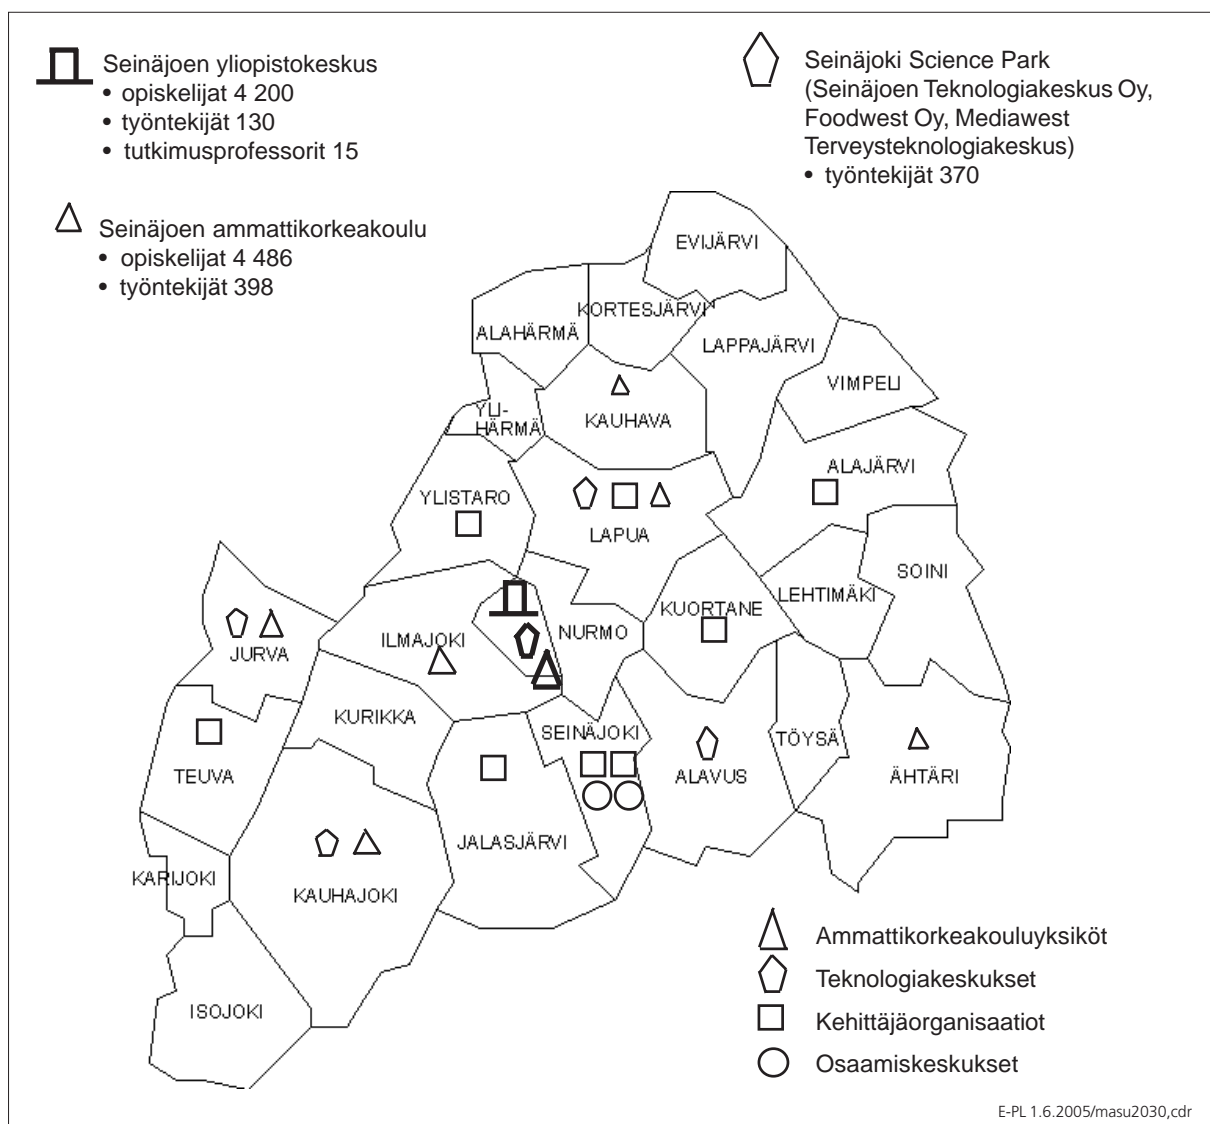 Seinäjoen yliopistokeskus
• opiskelijat 4 200
• työntekijät 130
• tutkimusprofessorit 15
Seinäjoki Science Park
(Seinäjoen Teknologiakeskus Oy,
Foodwest Oy, Mediawest
Terveysteknologiakeskus)
• työntekijät 370
Seinäjoen ammattikorkeakoulu
• opiskelijat 4 486
• työntekijät 398
EVIJÄRVI
KORTESJÄRVI
ALAHÄRMÄ
LAPPAJÄRVI
VIMPELI
YLI-
HÄRMÄ
KAUHAVA
ALAJÄRVI
YLISTARO
LAPUA
SOINI
LEHTIMÄKI
KUORTANE
NURMO
ILMAJOKI
JURVA
KURIKKA
SEINÄJOKI
TÖYSÄ
TEUVA
ALAVUS
ÄHTÄRI
JALASJÄRVI
KARIJOKI
KAUHAJOKI
ISOJOKI
Ammattikorkeakouluyksiköt
Teknologiakeskukset
Kehittäjäorganisaatiot
Osaamiskeskukset
E-PL 1.6.2005/masu2030,cdr